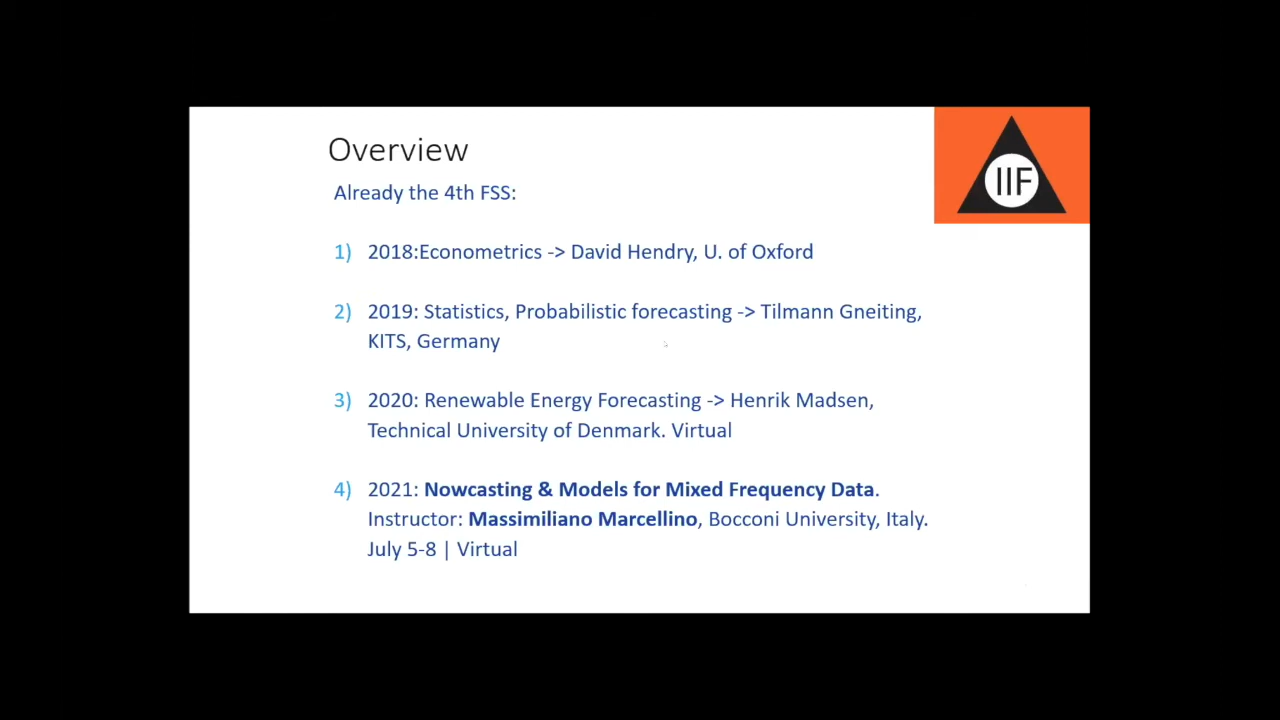 Overview
IIF
Already the 4th FSS:
1) 2018:Econometrics -> David Hendry, U. of Oxford
2) 2019: Statistics, Probabilistic forecasting -> Tilmann Gneiting,
KITS, Germany
3) 2020: Renewable Energy Forecasting -> Henrik Madsen,
Technical University of Denmark. Virtual
4) 2021: Nowcasting & Models for Mixed Frequency Data.
Instructor: Massimiliano Marcellino, Bocconi University, Italy.
July 5-8 | Virtual